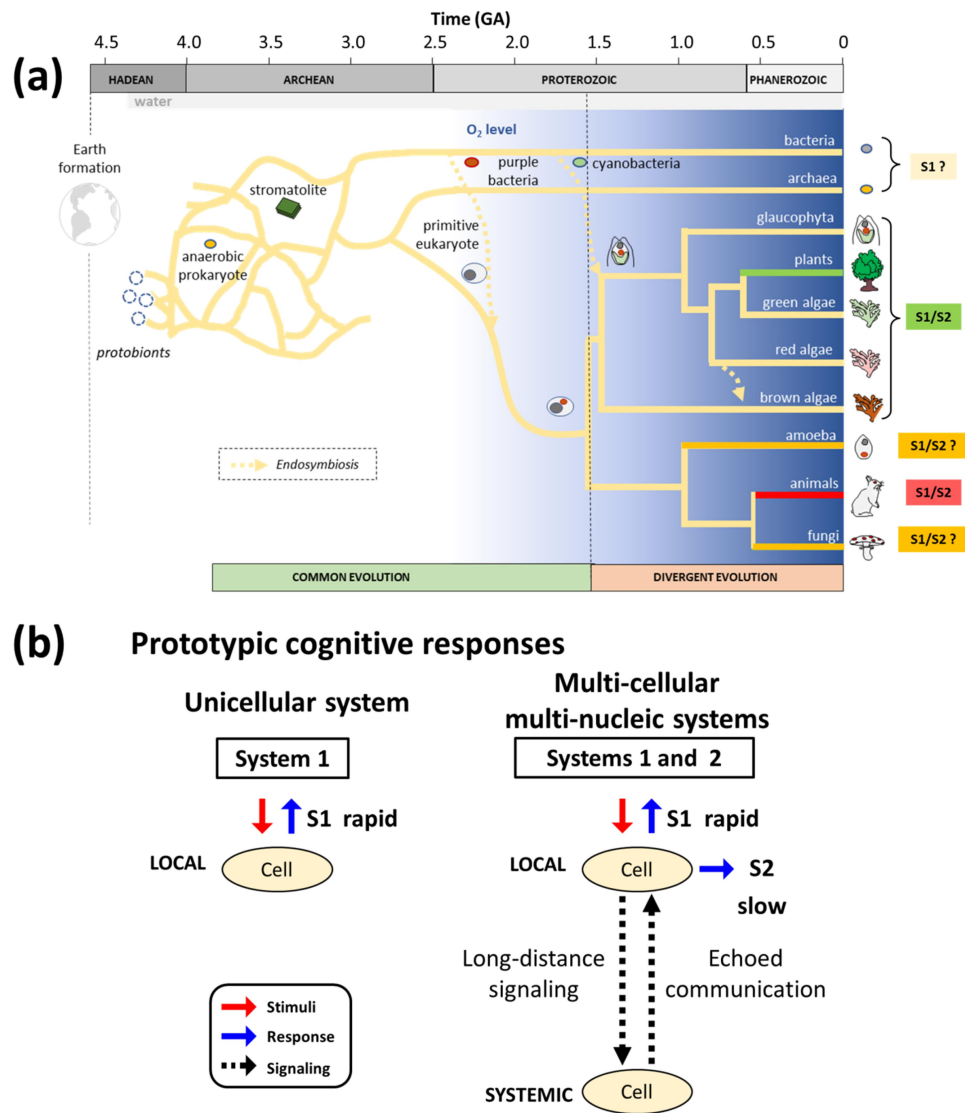 Time (GA)
4.5 4.0 3.5 3.0 2.5 2.0 1.5 1.0 0.5 0
(a)
HADEAN ARCHEAN PROTEROZOIC PHANEROZOIC
water
O₂ level
Earth
formation
bacteria
purple
bacteria
cyanobacteria
S1 ?
archaea
stromatolite
primitive
eukaryote
glaucophyta
anaerobic
prokaryote
plants
green algae
S1/S2
protobionts
red algae
brown algae
amoeba
S1/S2 ?
Endosymbiosis
animals
S1/S2
fungi
S1/S2 ?
COMMON EVOLUTION DIVERGENT EVOLUTION
(b) Prototypic cognitive responses
Unicellular system
System 1
S1 rapid
LOCAL
Cell
Multi-cellular
multi-nucleic systems
Systems 1 and 2
S1 rapid
LOCAL
Cell
S2
slow
Long-distance
signaling
Echoed
communication
SYSTEMIC
Cell
Stimuli
Response
Signaling